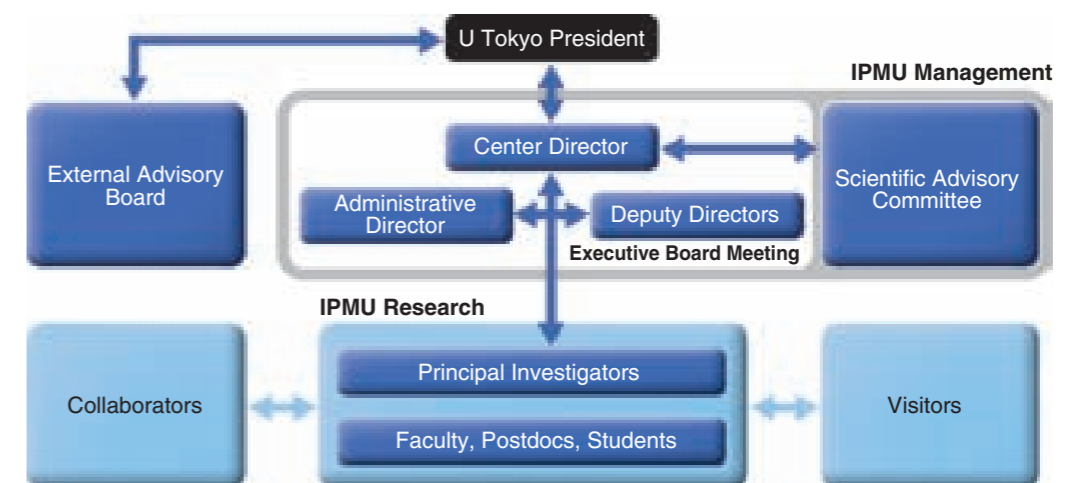 U Tokyo President
IPMU Management
External Advisory
Board
Center Director
Scientific Advisory
Committee
Administrative
Director
Deputy Directors
Executive Board Meeting
IPMU Research
Collaborators
Principal Investigators
Faculty, Postdocs, Students
Visitors